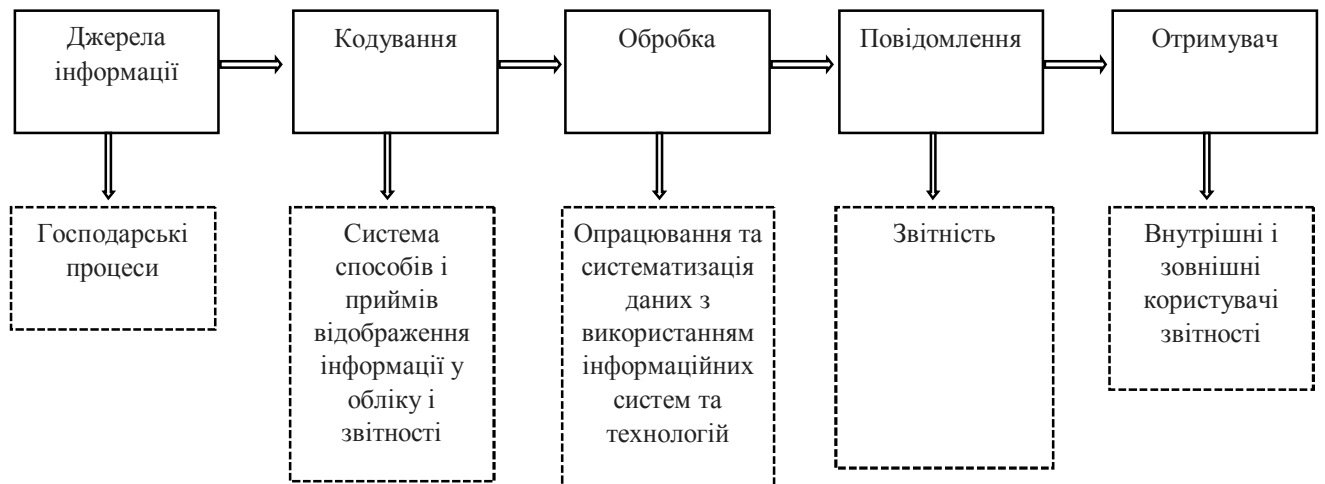 Джерела
інформації
Кодування
Обробка
Повідомлення
Отримувач
Господарські
процеси
Система
способів і
приймів
відображення
інформації у
обліку і
звітності
Опрацювання та
систематизація
даних з
використанням
інформаційних
систем та
технологій
Звітність
Внутрішні і
зовнішні
користувачі
звітності